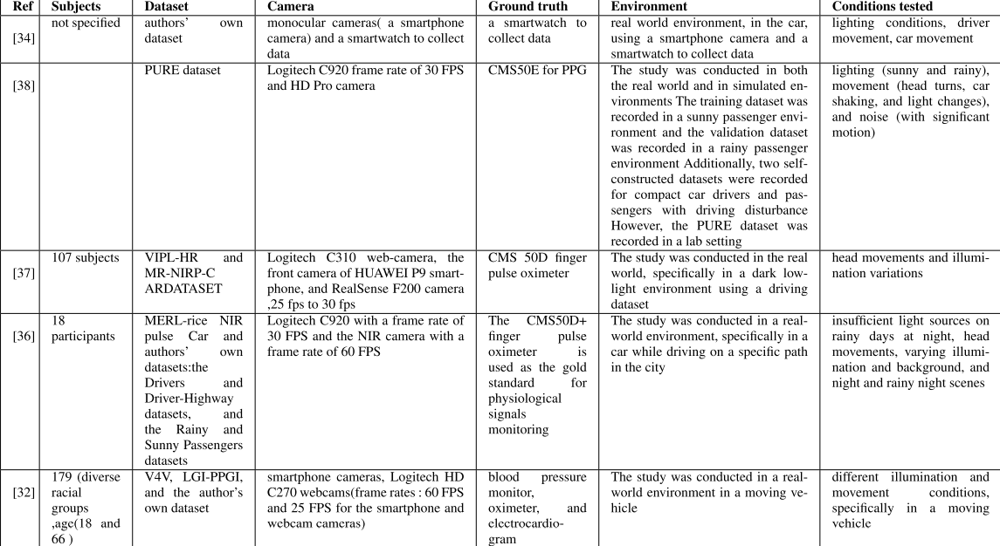 Ref Subjects Dataset Camera Ground truth Environment Conditions tested
[34]
not specified
authors' own
dataset
monocular cameras( a smartphone
camera) and a smartwatch to collect
data
a smartwatch to
collect data
real world environment, in the car,
using a smartphone camera and a
smartwatch to collect data
lighting conditions, driver
movement, car movement
[38]
PURE dataset
Logitech C920 frame rate of 30 FPS
and HD Pro camera
CMS50E for PPG
The study was conducted in both
the real world and in simulated en-
vironments The training dataset was
recorded in a sunny passenger envi-
ronment and the validation dataset
was recorded in a rainy passenger
environment Additionally, two self-
constructed datasets were recorded
for compact car drivers and pas-
sengers with driving disturbance
However, the PURE dataset was
recorded in a lab setting
lighting (sunny and rainy),
movement (head turns, car
shaking, and light changes),
and noise (with significant
motion)
[37]
107 subjects
VIPL-HR and
MR-NIRP-C
ARDATASET
Logitech C310 web-camera, the
front camera of HUAWEI P9 smart-
phone, and RealSense F200 camera
,25 fps to 30 fps
CMS 50D finger
pulse oximeter
The study was conducted in the real
world, specifically in a dark low-
light environment using a driving
dataset
head movements and illumi-
nation variations
[36]
18
participants
MERL-rice NIR
pulse Car and
authors' own
datasets:the
Drivers and
Driver-Highway
datasets, and
the Rainy and
Sunny Passengers
datasets
Logitech C920 with a frame rate of
30 FPS and the NIR camera with a
frame rate of 60 FPS
The CMS50D+
finger pulse
oximeter is
used as the gold
standard for
physiological
signals
monitoring
The study was conducted in a real-
world environment, specifically in a
car while driving on a specific path
in the city
insufficient light sources on
rainy days at night, head
movements, varying illumi-
nation and background, and
night and rainy night scenes
[32]
179 (diverse
racial
groups
,age(18 and
66 )
V4V, LGI-PPGI,
and the author's
own dataset
smartphone cameras, Logitech HD
C270 webcams(frame rates : 60 FPS
and 25 FPS for the smartphone and
webcam cameras)
blood pressure
monitor,
oximeter, and
electrocardio-
gram
The study was conducted in a real-
world environment in a moving ve-
hicle
different illumination and
movement conditions,
specifically in a moving
vehicle